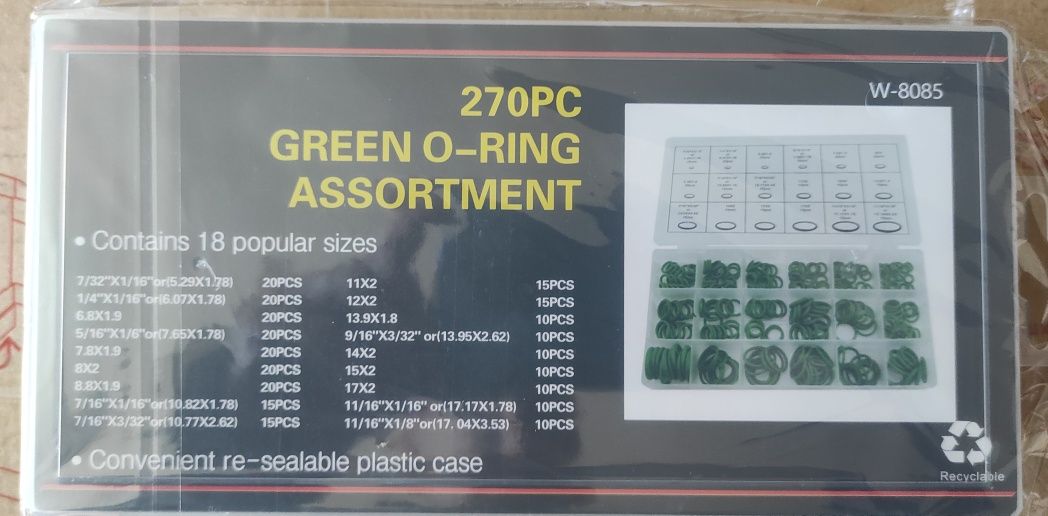 W-8085
270PC
GREEN O-RING
ASSORTMENT
• Contains 18 popular sizes
7/32"X1/16"or(5.29X1.78) 20PCS 11X2 15PCS
1/4"X1/16"or(6.07X1.78) 20PCS 12X2 15PCS
6.8X1.9 20PCS 13.9X1.8 10PCS
5/16"X1/6"or(7.65X1.78) 20PCS 9/16"X3/32" or(13.95X2.62) 10PCS
7.8X1.9 20PCS 14X2 10PCS
8X2 20PCS 15X2 10PCS
8.8X1.9 20PCS 17X2 10PCS
7/16"X1/16"or(10.82X1.78) 15PCS 11/16"X1/16" or(17.17X1.78) 10PCS
7/16"X3/32"or(10.77X2.62) 15PCS 11/16"X1/8"or(17.04X3.53) 10PCS
• Convenient re-sealable plastic case
Recyclable